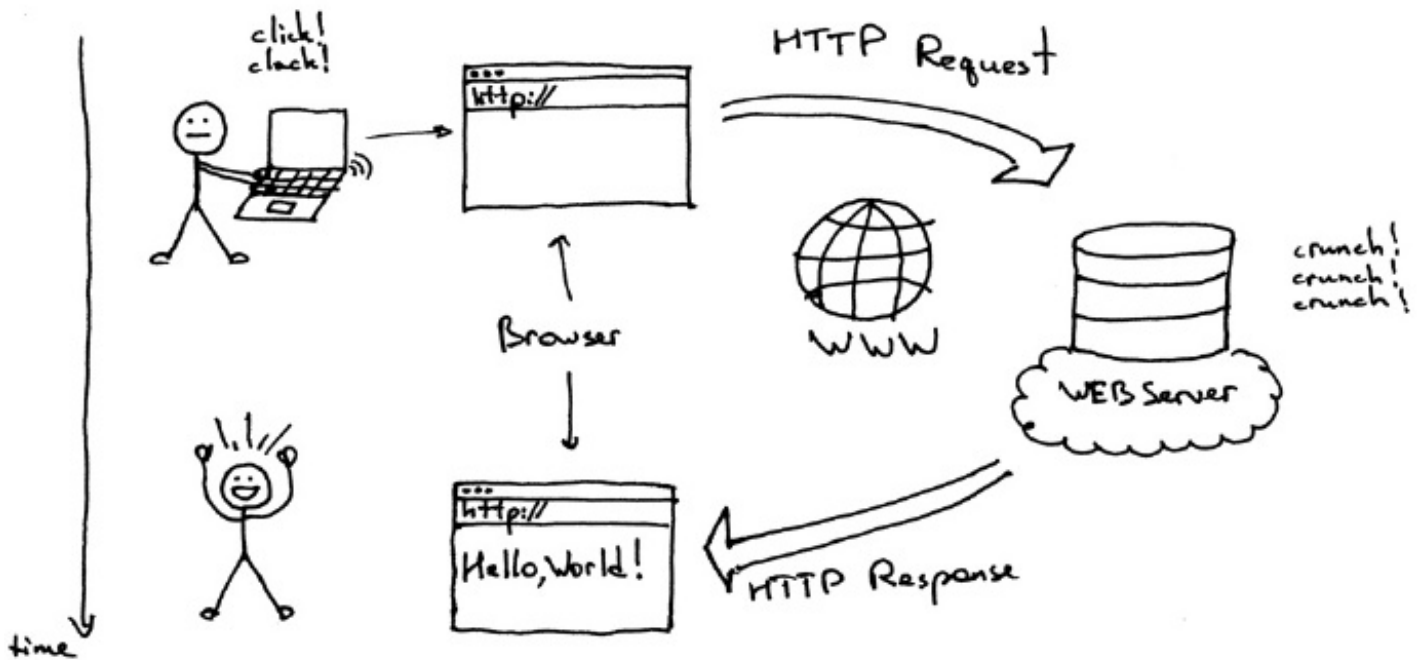 click!
clack!
HTTP Request
http://
crunch!
crunch!
crunch!
Browser
WWW
WEB Server
http://
Hello, World!
HTTP Response
time